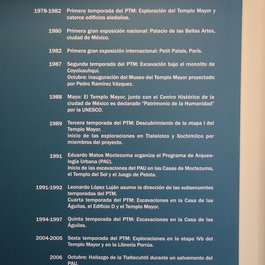 1978-1982 Primera temporada del PTM: Exploración del Templo Mayor y
catorce edificios aledaños.
1980 Primera gran exposición nacional: Palacio de las Bellas Artes,
ciudad de México.
1982 Primera gran exposición internacional: Petit Palais, París.
1987 Segunda temporada del PTM: Excavación bajo el monolito de
Coyolxauhqui.
Octubre: Inauguración del Museo del Templo Mayor proyectado
por Pedro Ramírez Vázquez.
1988 Mayo: El Templo Mayor, junto con el Centro Histórico de la
ciudad de México es declarado "Patrimonio de la Humanidad"
por la UNESCO.
1989 Tercera temporada del PTM: Descubrimiento de la etapa I del
Templo Mayor.
Inicio de las exploraciones en Tlatelolco y Xochimilco por
miembros del proyecto.
1991 Eduardo Matos Moctezuma organiza el Programa de Arqueo-
logía Urbana (PAU).
Inicio de las excavaciones del PAU en las Casas de Moctezuma,
el Templo del Sol y el Juego de Pelota.
1991-1992 Leonardo López Luján asume la dirección de las subsecuentes
temporadas del PTM.
Cuarta temporada del PTM: Excavaciones en la Casa de las
Águilas, el Edificio D y el Templo Mayor.
1994-1997 Quinta temporada del PTM: Excavaciones en la Casa de las
Águilas.
2004-2005 Sexta temporada del PTM: Exploraciones en la etapa IVb del
Templo Mayor y en la Librería Porrúa.
2006 Octubre: Hallazgo de la Tlaltecuhtli durante un salvamento del
PAU.